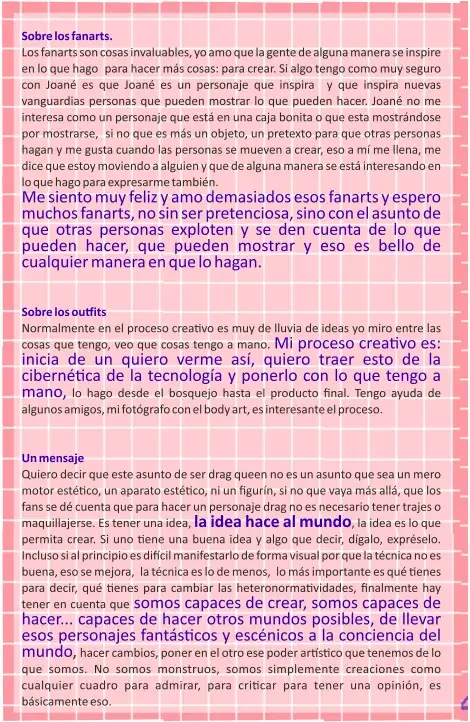 Sobre los fanarts.
Los fanarts son cosas invaluables, yo amo que la gente de alguna manera se inspire
en lo que hago para hacer más cosas: para crear. Si algo tengo como muy seguro
con Joané es que Joané es un personaje que inspira y que inspira nuevas
vanguardias personas que pueden mostrar lo que pueden hacer. Joané no me
interesa como un personaje que está en una caja bonita o que esta mostrándose
por mostrarse, si no que es más un objeto, un pretexto para que otras personas
hagan y me gusta cuando las personas se mueven a crear, eso a mí me llena, me
dice que estoy moviendo a alguien y que de alguna manera se está interesando en
lo que hago para expresarme también.
Me siento muy feliz y amo demasiados esos fanarts y espero
muchos fanarts, no sin ser pretenciosa, sino con el asunto de
que otras personas exploten y se den cuenta de lo que
pueden hacer, que pueden mostrar y eso es bello de
cualquier manera en que lo hagan.
Sobre los outfits
Normalmente en el proceso creativo es muy de lluvia de ideas yo miro entre las
cosas que tengo, veo que cosas tengo a mano. Mi proceso creativo es:
inicia de un quiero verme así, quiero traer esto de la
cibernética de la tecnología y ponerlo con lo que tengo a
mano, lo hago desde el bosquejo hasta el producto final. Tengo ayuda de
algunos amigos, mi fotógrafo con el body art, es interesante el proceso.
Un mensaje
Quiero decir que este asunto de ser drag queen no es un asunto que sea un mero
motor estético, un aparato estético, ni un figurín, si no que vaya más allá, que los
fans se dé cuenta que para hacer un personaje drag no es necesario tener trajes o
maquillajerse. Es tener una idea, la idea hace al mundo, la idea es lo que
permita crear. Si uno tiene una buena idea y algo que decir, dígalo, expréselo.
Incluso si al principio es difícil manifestarlo de forma visual por que la técnica no es
buena, eso se mejora, la técnica es lo de menos, lo más importante es qué tienes
para decir, qué tienes para cambiar las heteronormatividades, finalmente hay
tener en cuenta que somos capaces de crear, somos capaces de
hacer... capaces de hacer otros mundos posibles, de llevar
esos personajes fantásticos y escénicos a la conciencia del
mundo, hacer cambios, poner en el otro ese poder artístico que tenemos de lo
que somos. No somos monstruos, somos simplemente creaciones como
cualquier cuadro para admirar, para criticar para tener una opinión, es
básicamente eso.